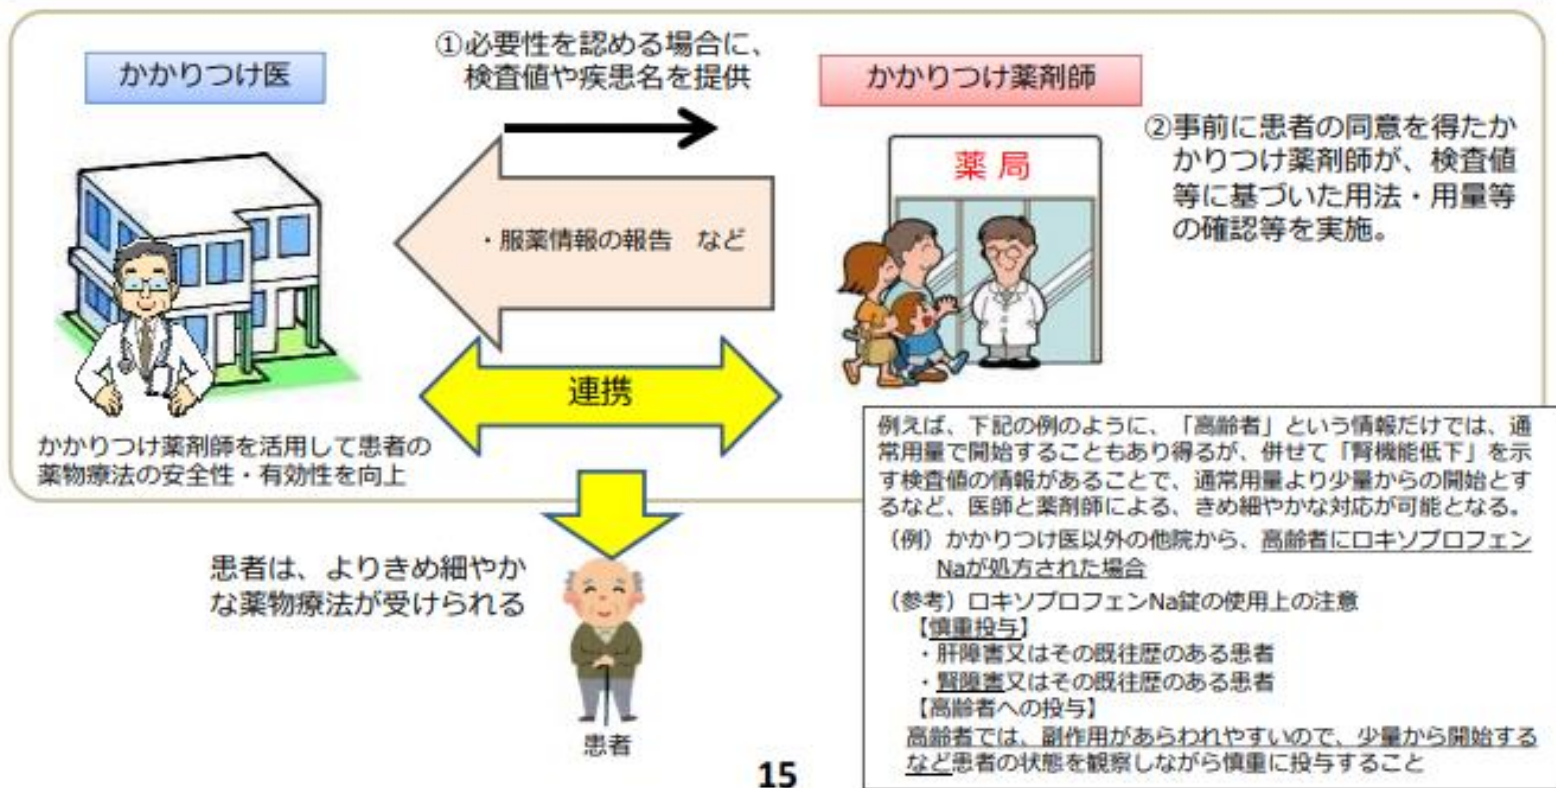 かかりつけ医
①必要性を認める場合に、
検査値や疾患名を提供
かかりつけ薬剤師
②事前に患者の同意を得たか
かりつけ薬剤師が、検査値
等に基づいた用法・用量等
の確認等を実施。
薬局
・服薬情報の報告 など
連携
かかりつけ薬剤師を活用して患者の
薬物療法の安全性・有効性を向上
患者は、よりきめ細やか
な薬物療法が受けられる
患者
例えば、下記の例のように、「高齢者」という情報だけでは、通
常用量で開始することもあり得るが、併せて「腎機能低下」を示
す検査値の情報があることで、通常用量より少量からの開始とす
るなど、医師と薬剤師による、きめ細やかな対応が可能となる。
（例）かかりつけ医以外の他院から、高齢者にロキソプロフェン
Naが処方された場合
（参考）ロキソプロフェンNa錠の使用上の注意
【慎重投与】
・肝障害又はその既往歴のある患者
・腎障害又はその既往歴のある患者
【高齢者への投与】
高齢者では、副作用があらわれやすいので、少量から開始する
など患者の状態を観察しながら慎重に投与すること
15